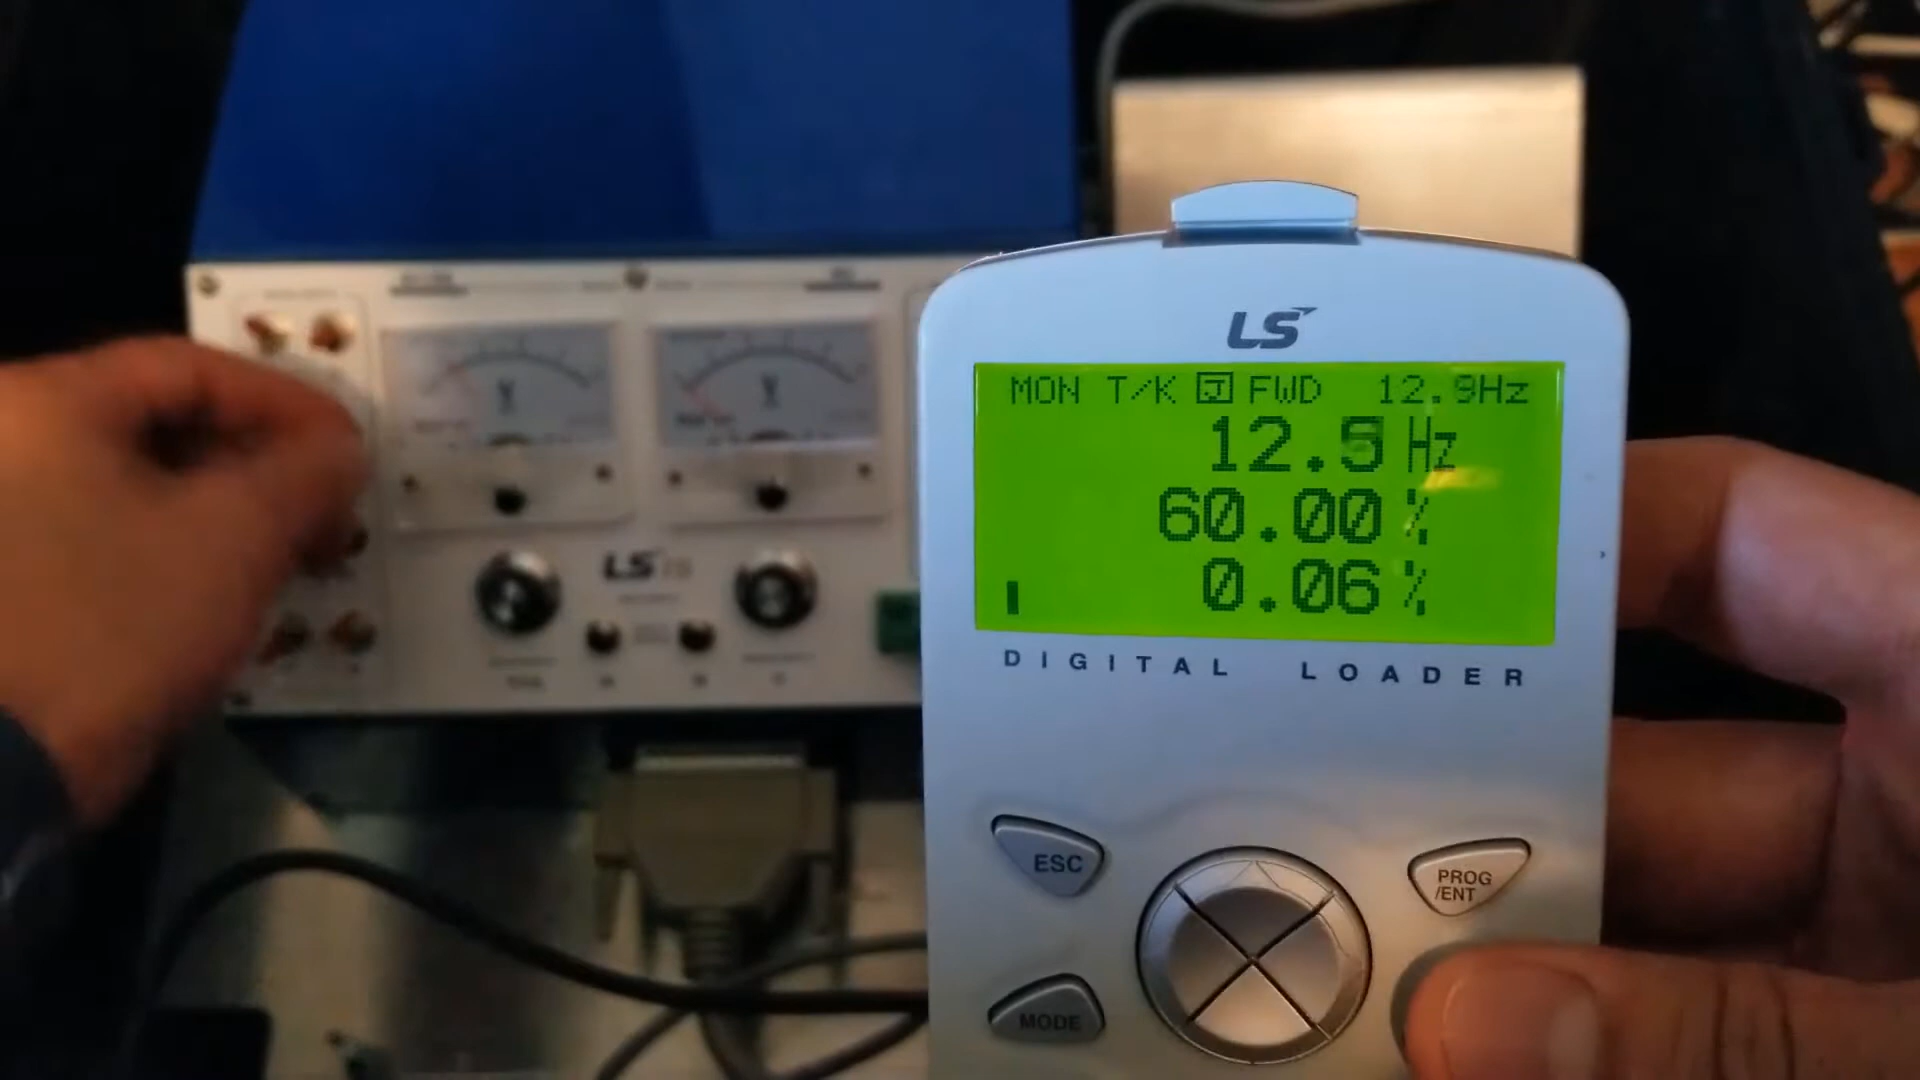 LS
MON T/K J FWD 12.9Hz
12.5 Hz
60.00 %
0.06 %
DIGITAL LOADER
ESC
PROG
/ENT
MODE
LS
V
V